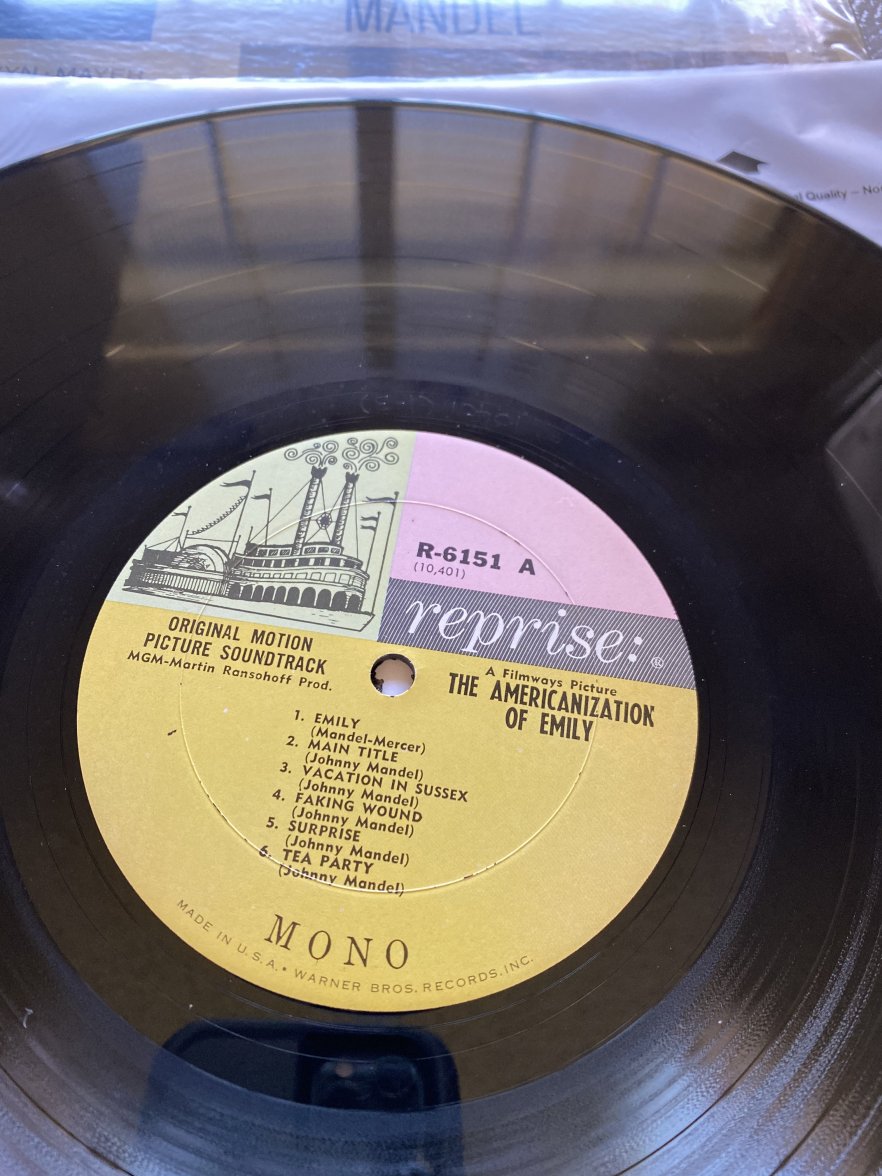 MANDEL
l Quality – No
R-6151 A
(10,401)
reprise: ®
ORIGINAL MOTION
PICTURE SOUNDTRACK
MGM-Martin Ransohoff Prod.
A Filmways Picture
THE AMERICANIZATION
OF EMILY
1. EMILY
(Mandel-Mercer)
2. MAIN TITLE
(Johnny Mandel)
3. VACATION IN SUSSEX
(Johnny Mandel)
4. FAKING WOUND
(Johnny Mandel)
5. SURPRISE
(Johnny Mandel)
6. TEA PARTY
(Johnny Mandel)
MONO
MADE IN U.S.A. • WARNER BROS. RECORDS, INC.